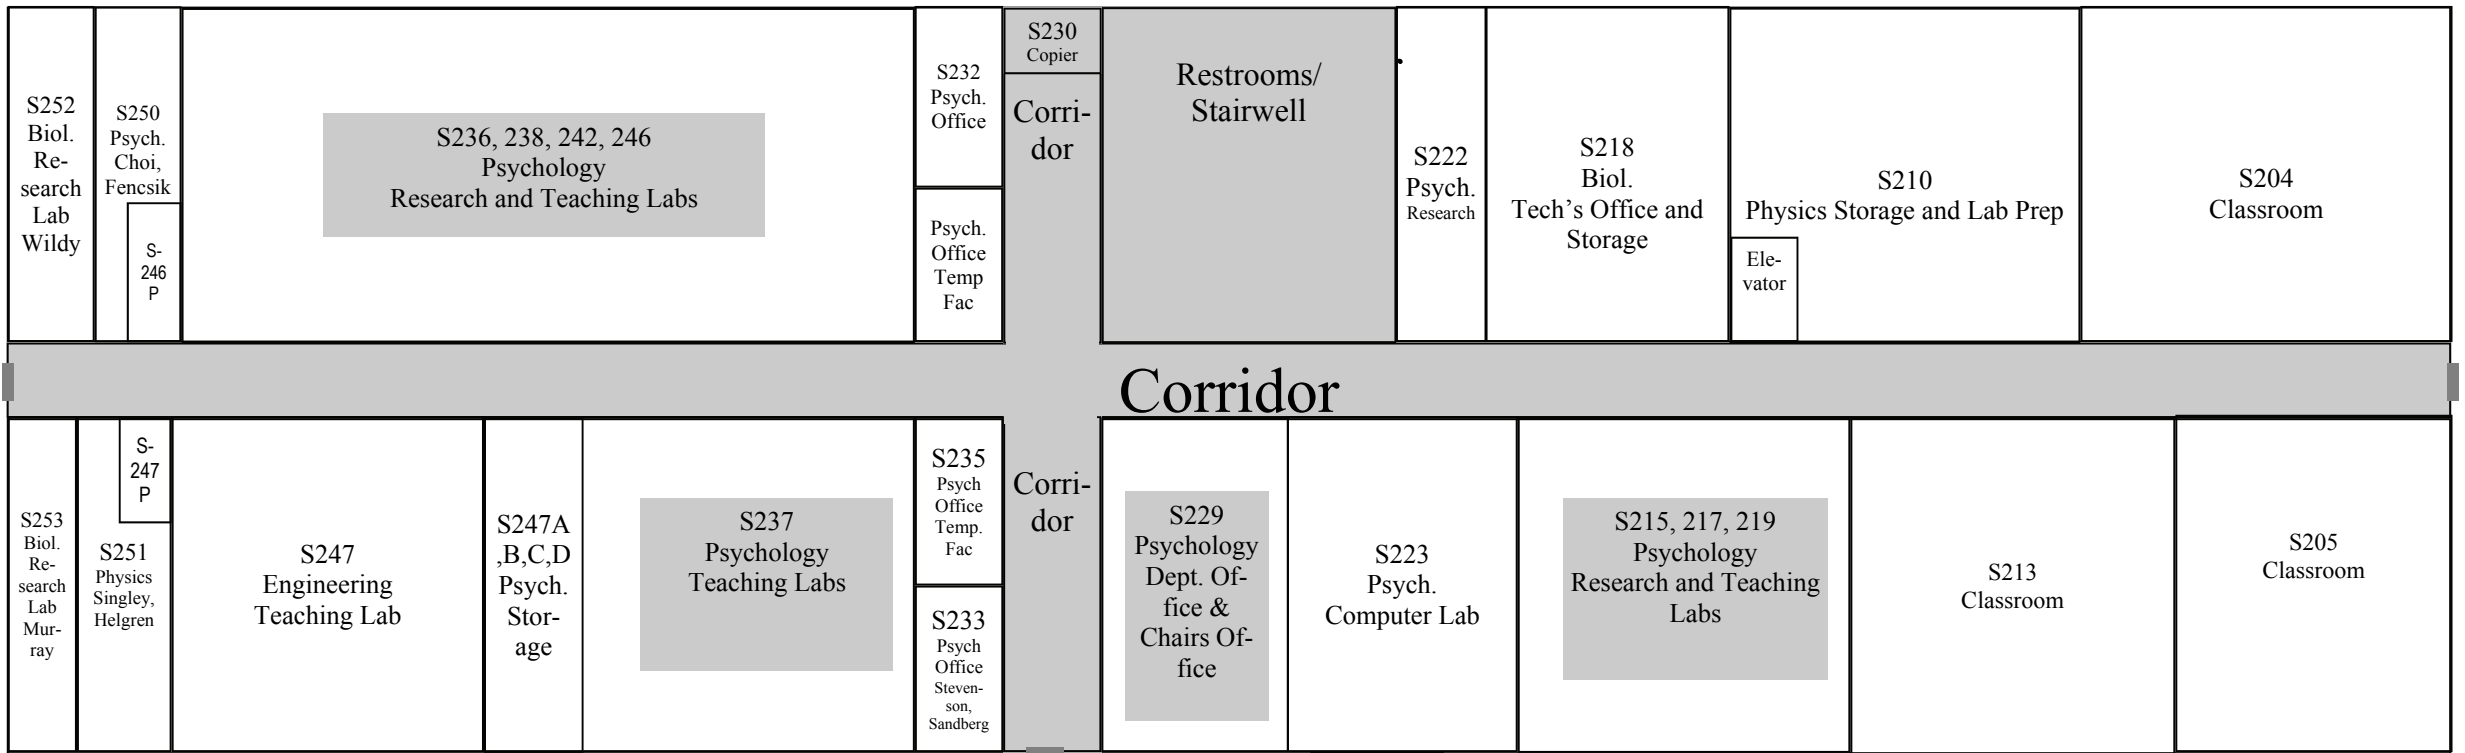 S252
Biol.
Re-
search
Lab
Wildy
S250
Psych.
Choi,
Fencsik
S-
246
P
S236, 238, 242, 246
Psychology
Research and Teaching Labs
S232
Psych.
Office
Psych.
Office
Temp
Fac
S230
Copier
Corri-
dor
Restrooms/
Stairwell
S222
Psych.
Research
S218
Biol.
Tech’s Office and
Storage
S210
Physics Storage and Lab Prep
Ele-
vator
S204
Classroom
Corridor
S253
Biol.
Re-
search
Lab
Mur-
ray
S-
247
P
S251
Physics
Singley,
Helgren
S247
Engineering
Teaching Lab
S247A
,B,C,D
Psych.
Stor-
age
S237
Psychology
Teaching Labs
S235
Psych
Office
Temp.
Fac
S233
Psych
Office
Steven-
son,
Sandberg
Corri-
dor
S229
Psychology
Dept. Of-
fice &
Chairs Of-
fice
S223
Psych.
Computer Lab
S215, 217, 219
Psychology
Research and Teaching
Labs
S213
Classroom
S205
Classroom